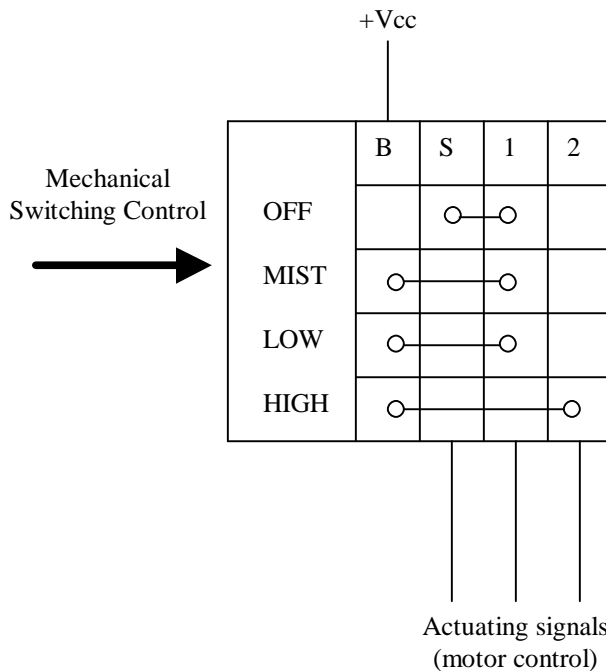 +Vcc
B S 1 2
Mechanical
Switching Control
OFF
MIST
LOW
HIGH
Actuating signals
(motor control)